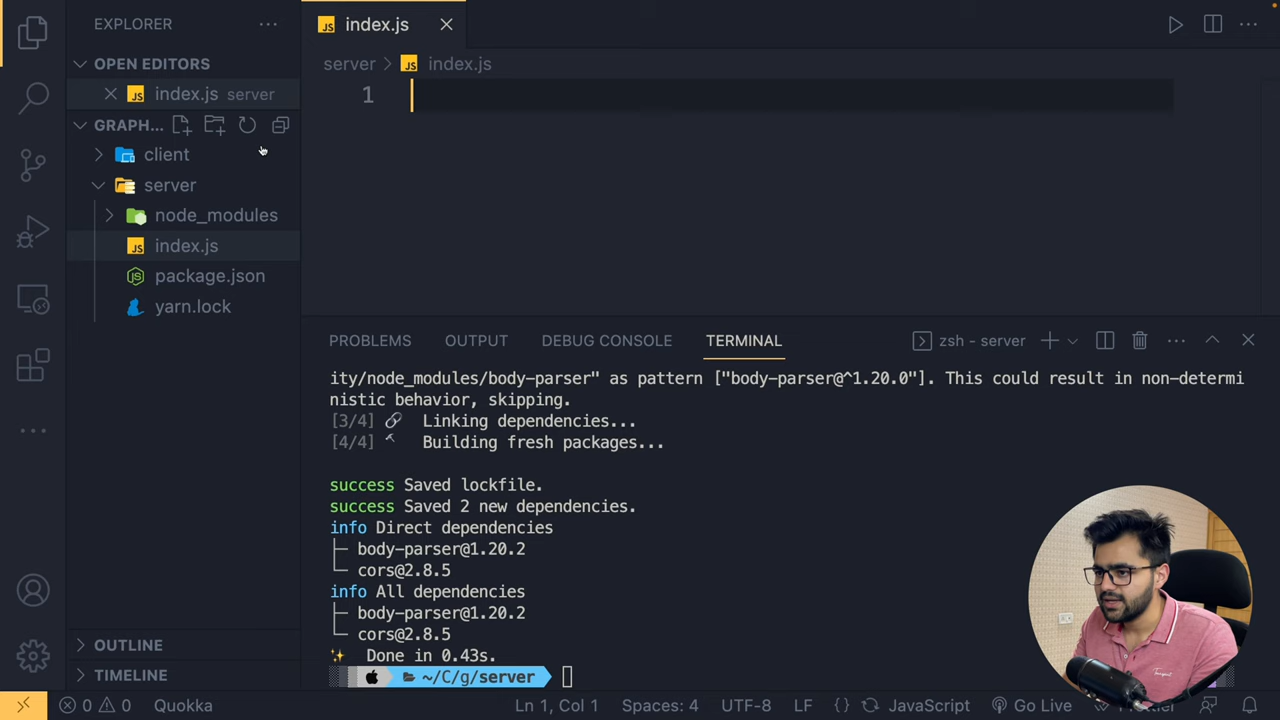 EXPLORER
index.js
OPEN EDITORS
server
index.js
index.js server
1
GRAPH...
client
server
node_modules
index.js
package.json
yarn.lock
PROBLEMS
OUTPUT
DEBUG CONSOLE
TERMINAL
zsh - server
ity/node_modules/body-parser" as pattern ["body-parser@^1.20.0"]. This could result in non-determi
nistic behavior, skipping.
[3/4] Linking dependencies...
[4/4] Building fresh packages...
success Saved lockfile.
success Saved 2 new dependencies.
info Direct dependencies
├─ body-parser@1.20.2
└─ cors@2.8.5
info All dependencies
├─ body-parser@1.20.2
└─ cors@2.8.5
Done in 0.43s.
~/C/g/server
OUTLINE
TIMELINE
0 0 Quokka
Ln 1, Col 1
Spaces: 4
UTF-8
LF
{} JavaScript
Go Live
Prettier